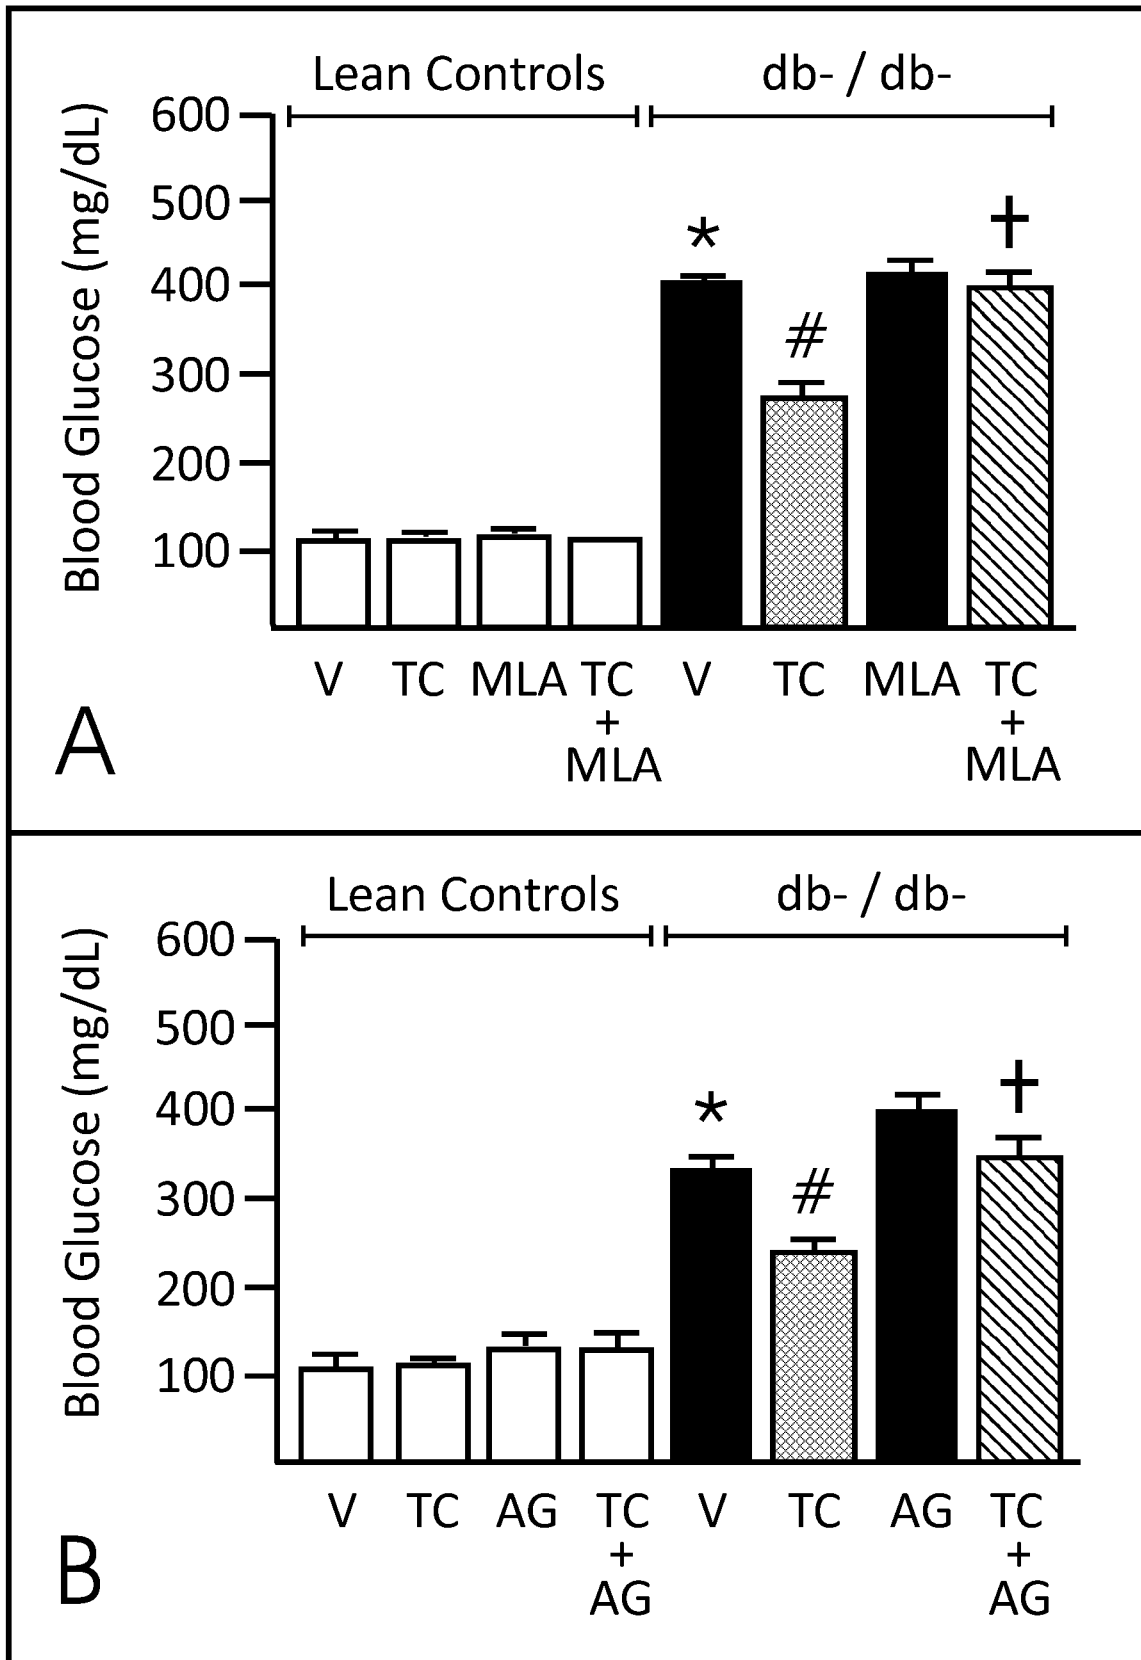 Lean Controls db- / db-
Blood Glucose (mg/dL)
600
500
400
300
200
100
* # †
V TC MLA TC + MLA V TC MLA TC + MLA
A
Lean Controls db- / db-
Blood Glucose (mg/dL)
600
500
400
300
200
100
* # †
V TC AG TC + AG V TC AG TC + AG
B